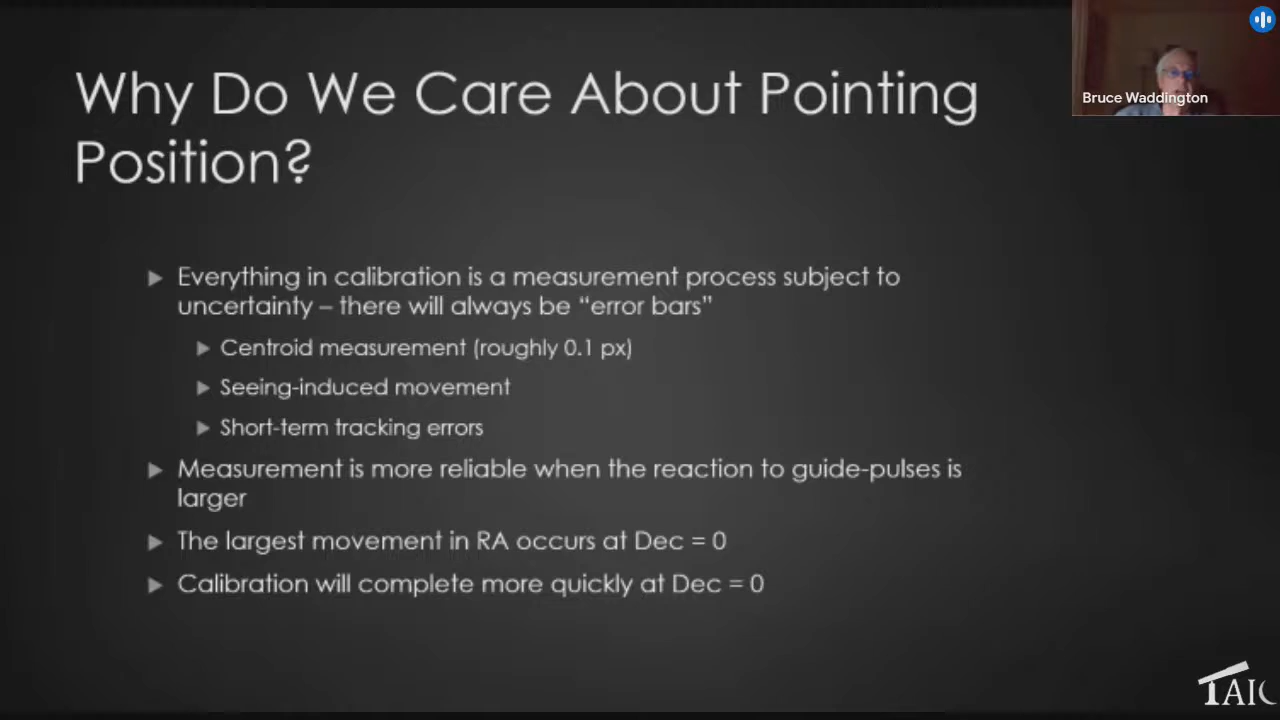 Why Do We Care About Pointing
Position?
Bruce Waddington
Everything in calibration is a measurement process subject to
uncertainty – there will always be “error bars”
Centroid measurement (roughly 0.1 px)
Seeing-induced movement
Short-term tracking errors
Measurement is more reliable when the reaction to guide-pulses is
larger
The largest movement in RA occurs at Dec = 0
Calibration will complete more quickly at Dec = 0
TAIC